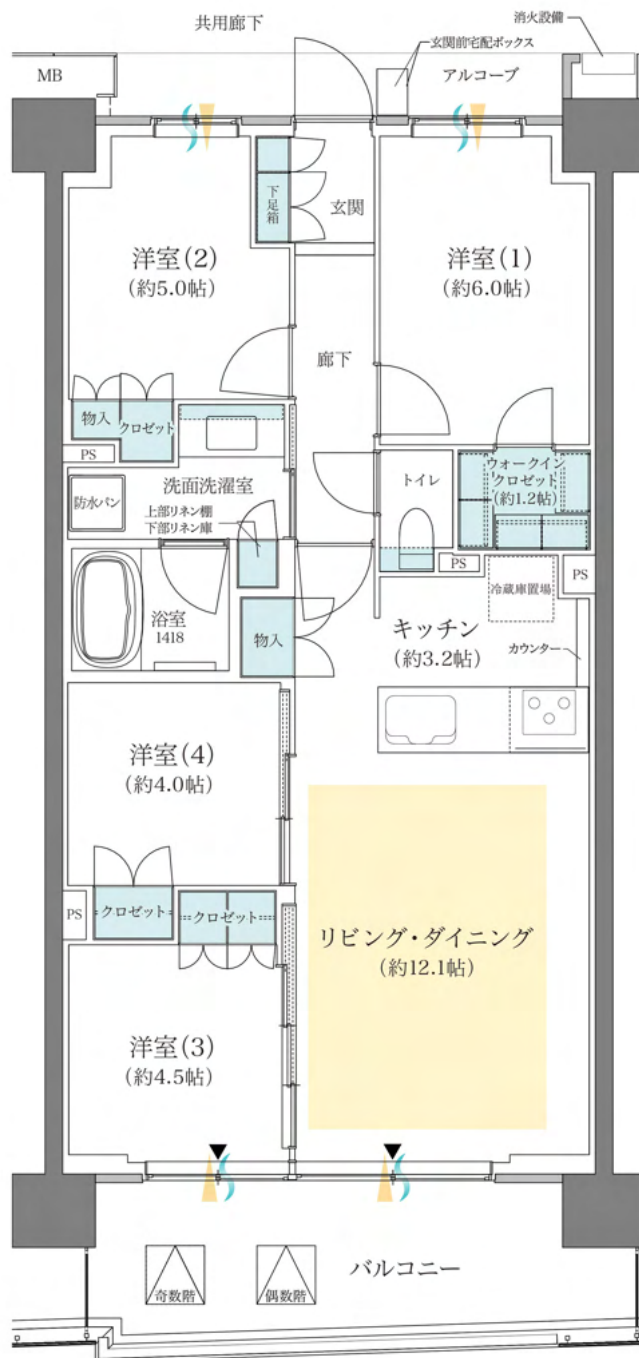 共用廊下
消火設備
玄関前宅配ボックス
MB
アルコーブ
下足箱
玄関
洋室(2)
(約5.0帖)
洋室(1)
(約6.0帖)
廊下
物入
クロゼット
PS
洗面洗濯室
防水パン
上部リネン棚
下部リネン庫
トイレ
ウォークイン
クロゼット
(約1.2帖)
PS
PS
冷蔵庫置場
浴室
1418
物入
キッチン
(約3.2帖)
カウンター
洋室(4)
(約4.0帖)
PS
クロゼット
クロゼット
リビング・ダイニング
(約12.1帖)
洋室(3)
(約4.5帖)
バルコニー
奇数階
偶数階